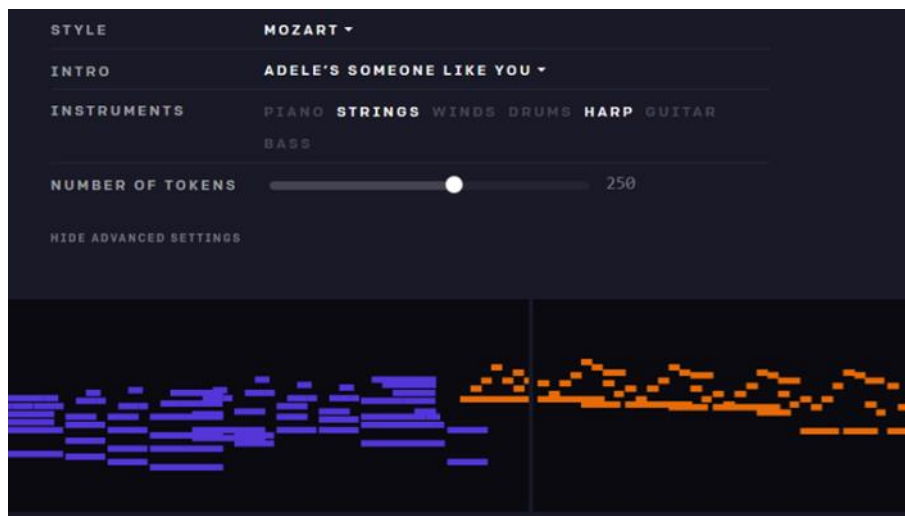 STYLE MOZART
INTRO ADELE'S SOMEONE LIKE YOU
INSTRUMENTS PIANO STRINGS WINDS DRUMS HARP GUITAR
BASS
NUMBER OF TOKENS 250
HIDE ADVANCED SETTINGS